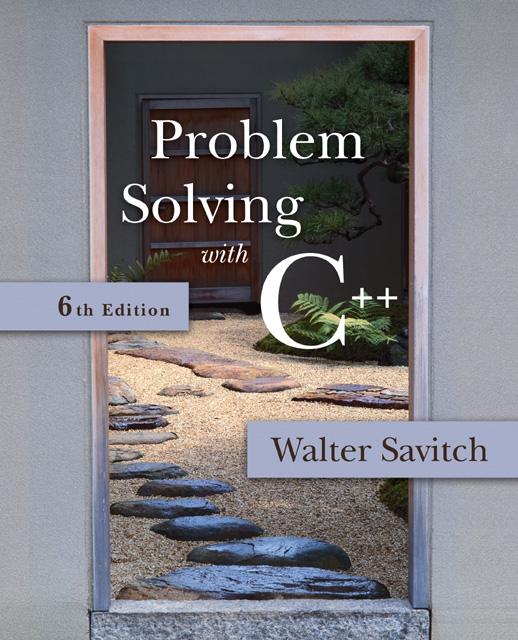 Problem
Solving
with
C++
6th Edition
Walter Savitch